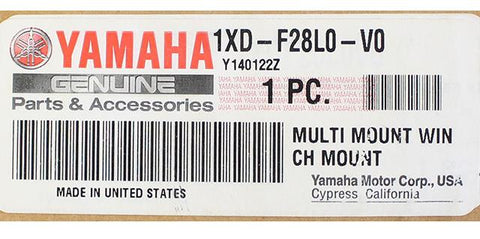 YAMAHA
1XD-F28L0-V0
Y140122Z
GENUINE
Parts & Accessories
1 PC.
MULTI MOUNT WIN
CH MOUNT
Yamaha Motor Corp., USA
Cypress California
MADE IN UNITED STATES